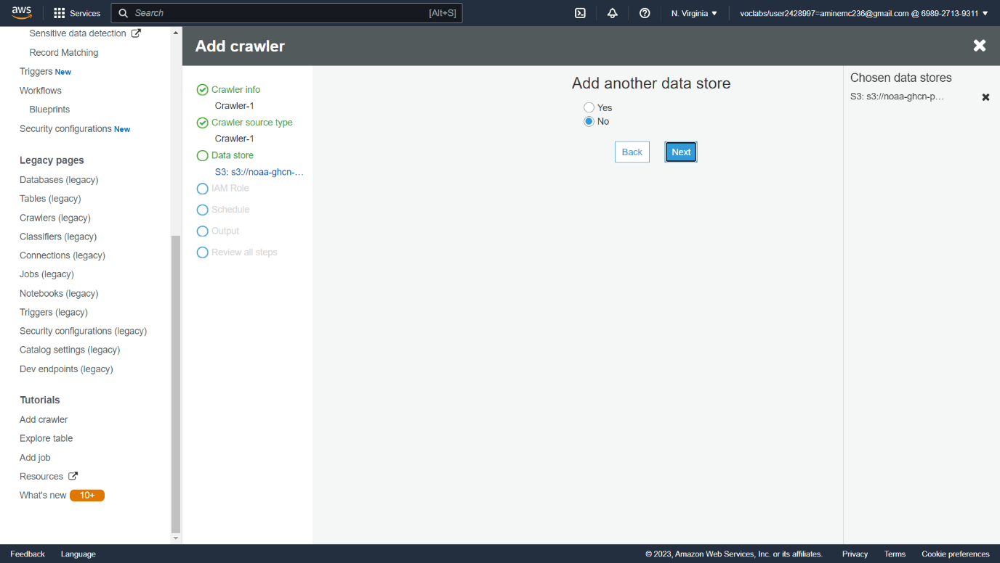 aws
Services
Search
[Alt+S]
N. Virginia
voclabs/user2428997=aminemc236@gmail.com @ 6989-2713-9311
Sensitive data detection
Record Matching
Triggers New
Workflows
Blueprints
Security configurations New
Legacy pages
Databases (legacy)
Tables (legacy)
Crawlers (legacy)
Classifiers (legacy)
Connections (legacy)
Jobs (legacy)
Notebooks (legacy)
Triggers (legacy)
Security configurations (legacy)
Catalog settings (legacy)
Dev endpoints (legacy)
Tutorials
Add crawler
Explore table
Add job
Resources
What's new 10+
Add crawler
Crawler info
Crawler-1
Crawler source type
Crawler-1
Data store
S3: s3://noaa-ghcn-...
IAM Role
Schedule
Output
Review all steps
Add another data store
Yes
No
Back
Next
Chosen data stores
S3: s3://noaa-ghcn-p...
Feedback
Language
© 2023, Amazon Web Services, Inc. or its affiliates.
Privacy
Terms
Cookie preferences